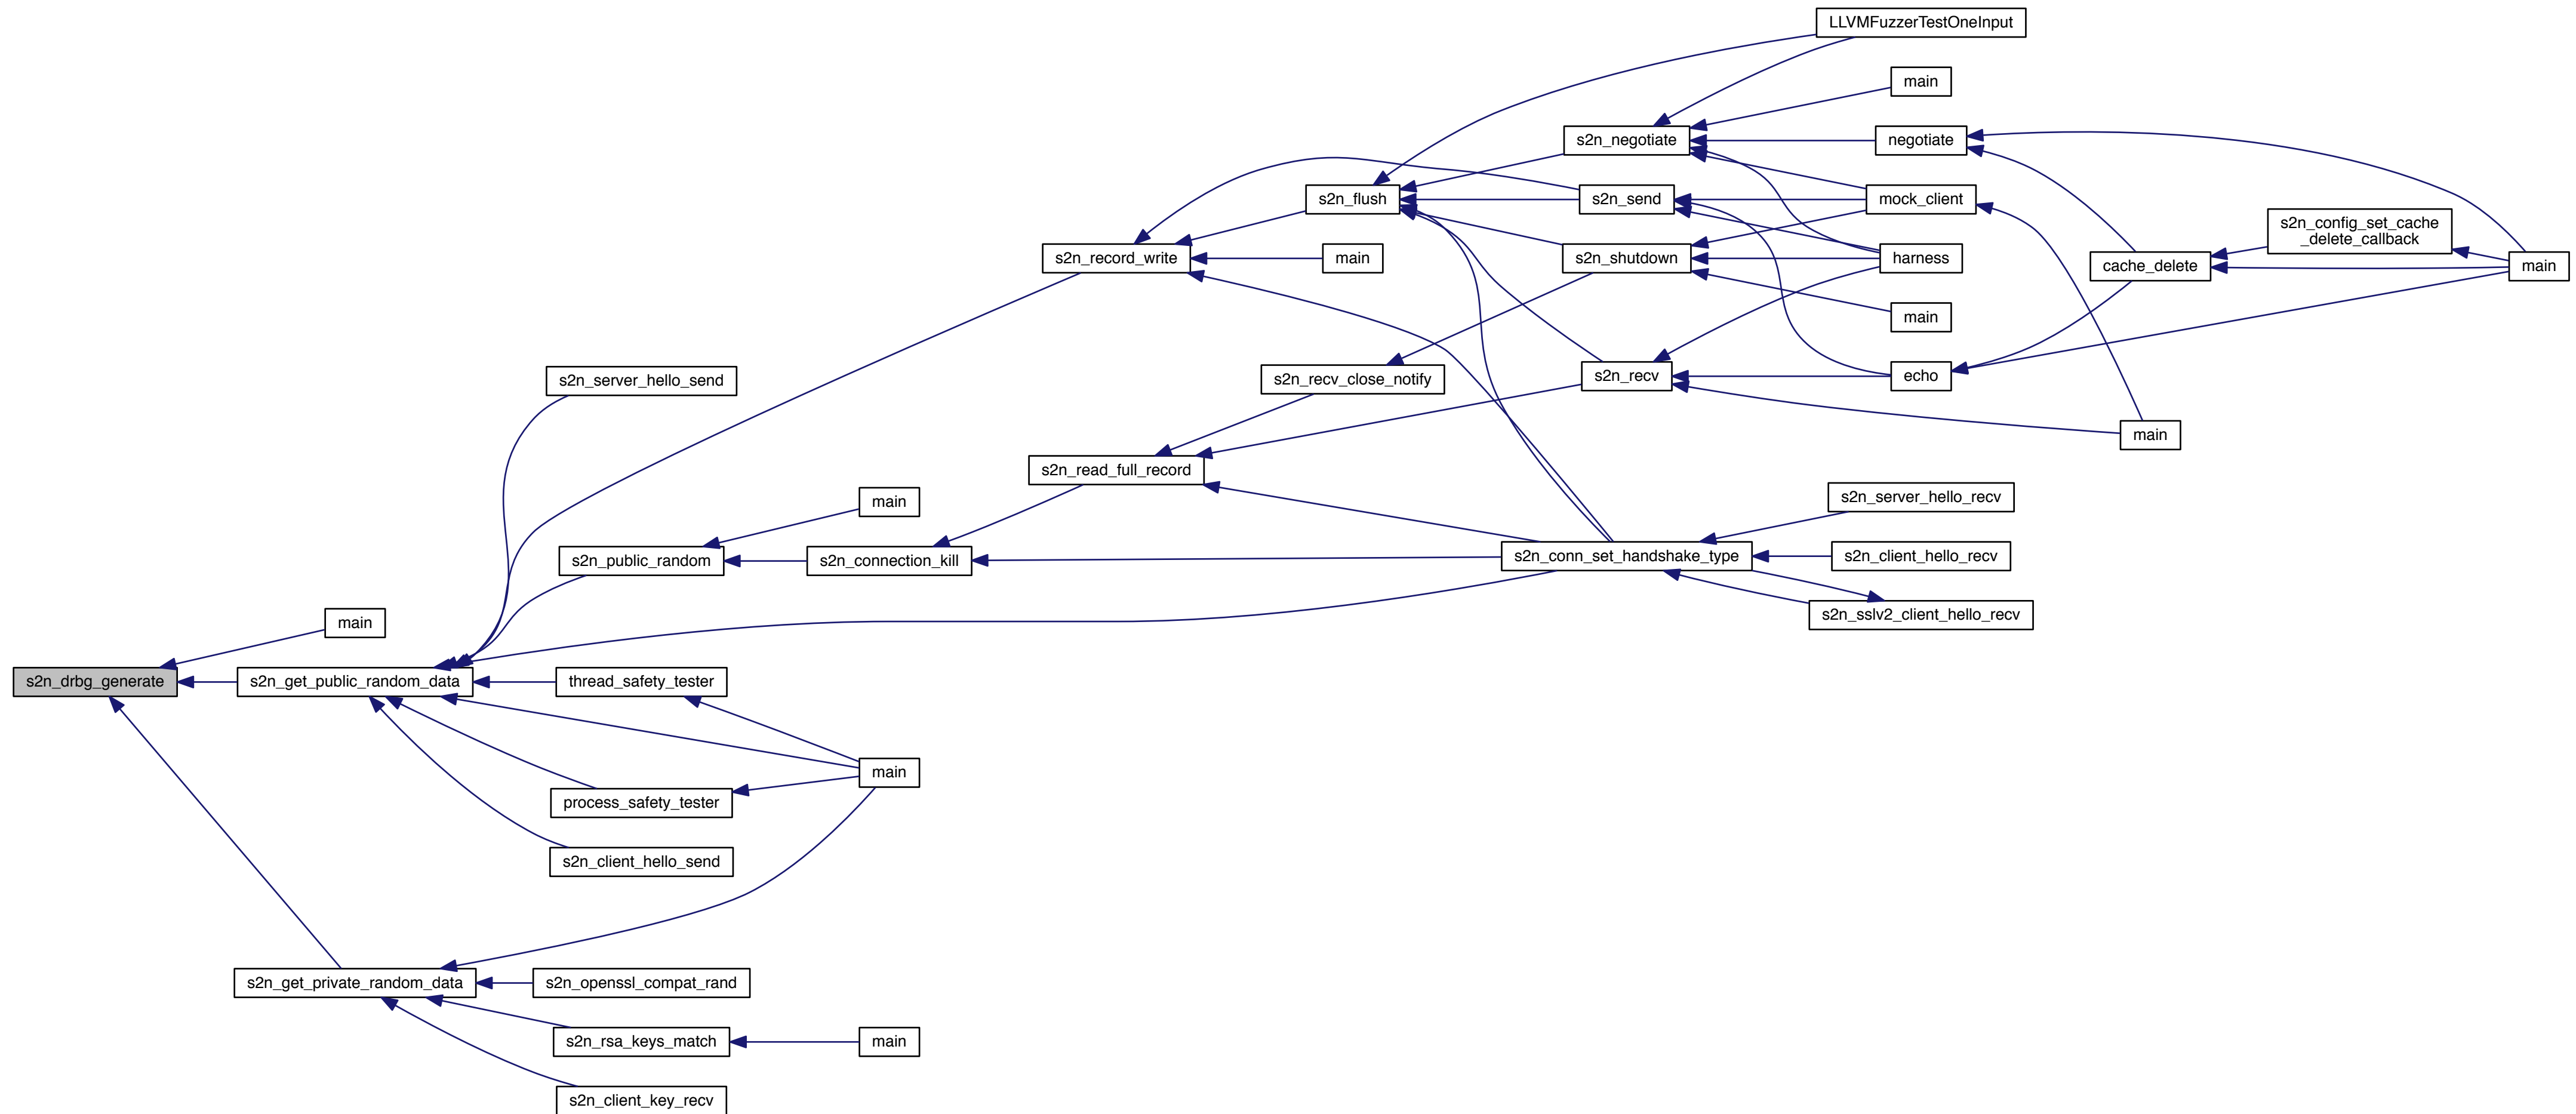 LLVMFuzzerTestOneInput
main
s2n_negotiate
negotiate
s2n_flush
s2n_send
mock_client
s2n_config_set_cache
_delete_callback
s2n_record_write
main
s2n_shutdown
harness
cache_delete
main
main
s2n_server_hello_send
s2n_recv_close_notify
s2n_recv
echo
main
s2n_read_full_record
main
s2n_server_hello_recv
s2n_public_random
s2n_connection_kill
s2n_conn_set_handshake_type
s2n_client_hello_recv
s2n_sslv2_client_hello_recv
main
s2n_drbg_generate
s2n_get_public_random_data
thread_safety_tester
main
process_safety_tester
s2n_client_hello_send
s2n_get_private_random_data
s2n_openssl_compat_rand
s2n_rsa_keys_match
main
s2n_client_key_recv